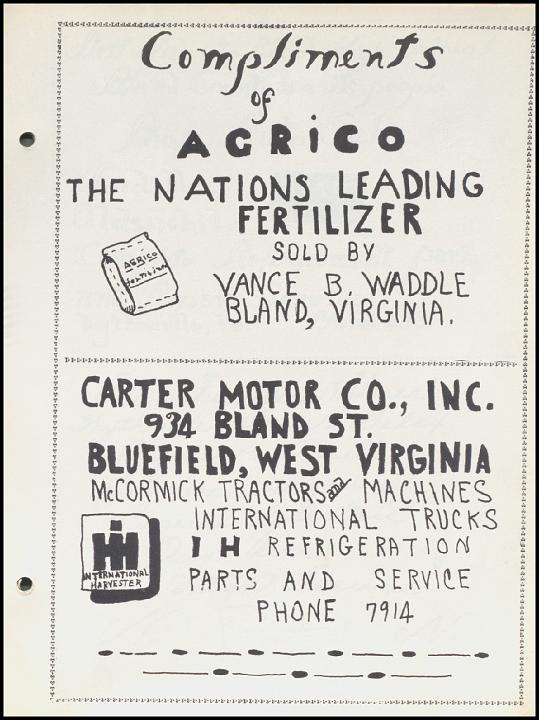 Compliments
of
AGRICO
THE NATIONS LEADING
FERTILIZER
SOLD BY
AGRICO
fertilizer
VANCE B. WADDLE
BLAND, VIRGINIA.
CARTER MOTOR CO., INC.
934 BLAND ST.
BLUEFIELD, WEST VIRGINIA
McCORMICK TRACTORS and MACHINES
INTERNATIONAL TRUCKS
IH REFRIGERATION
PARTS AND SERVICE
PHONE 7914
IH
INTERNATIONAL
HARVESTER